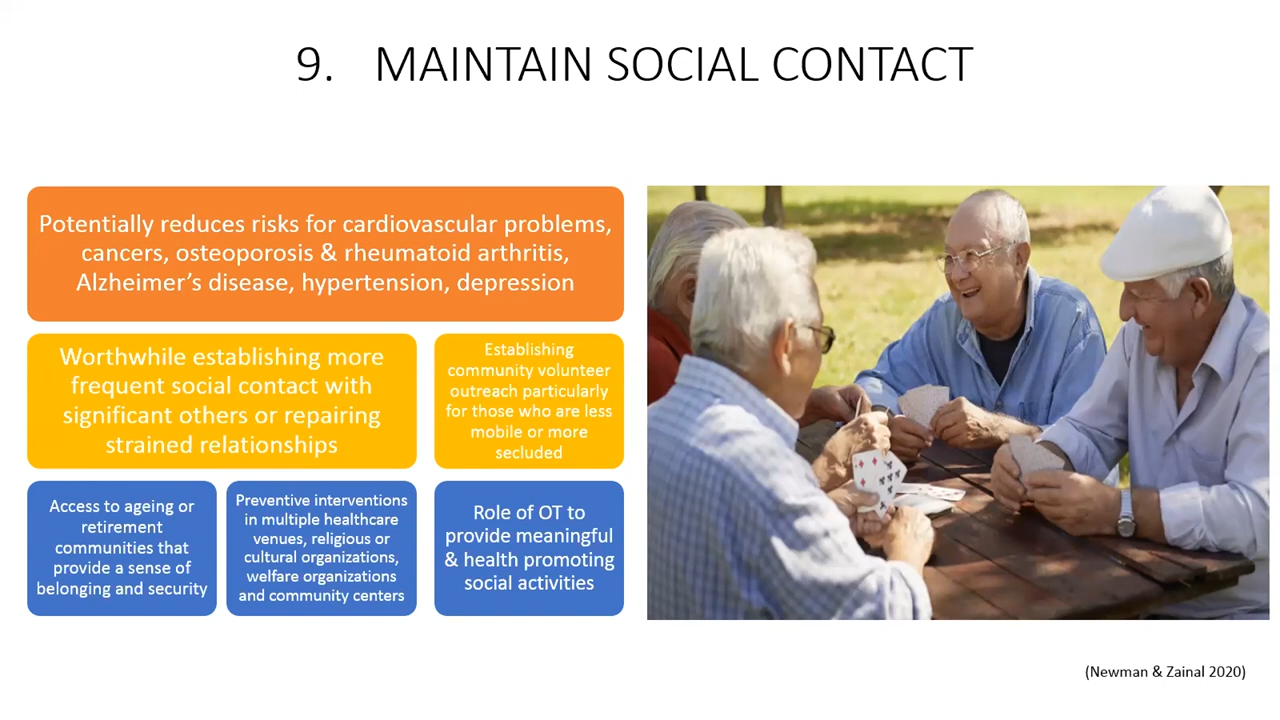 9. MAINTAIN SOCIAL CONTACT
Potentially reduces risks for cardiovascular problems,
cancers, osteoporosis & rheumatoid arthritis,
Alzheimer’s disease, hypertension, depression
Worthwhile establishing more
frequent social contact with
significant others or repairing
strained relationships
Establishing
community volunteer
outreach particularly
for those who are less
mobile or more
secluded
Access to ageing or
retirement
communities that
provide a sense of
belonging and security
Preventive interventions
in multiple healthcare
venues, religious or
cultural organizations,
welfare organizations
and community centers
Role of OT to
provide meaningful
& health promoting
social activities
(Newman & Zainal 2020)